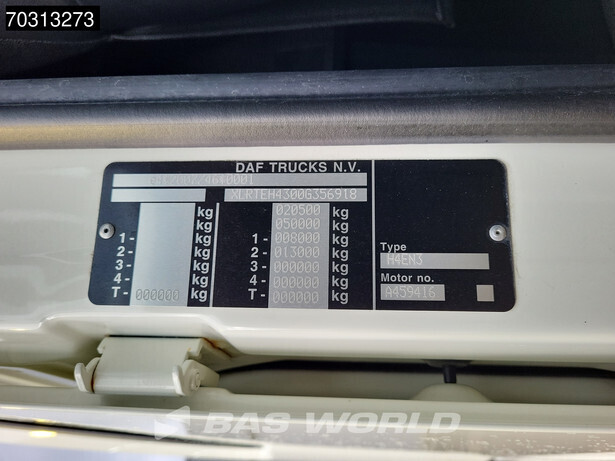 70313273
DAF TRUCKS N.V.
XLRTEH4300G356918
kg 020500 kg
kg 050000 kg
1- kg 1- 008000 kg
2- kg 2- 013000 kg
3- kg 3- 000000 kg
4- kg 4- 000000 kg
T- 000000 kg T- 000000 kg
Type
H4EN3
Motor no.
A459416
BAS WORLD